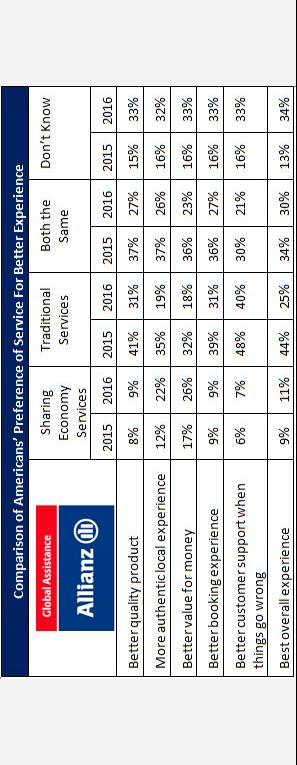 Comparison of Americans' Preference of Service For Better Experience
Global Assistance
Allianz
Sharing Economy Services
Traditional Services
Both the Same
Don't Know
2015 2016 2015 2016 2015 2016 2015 2016
Better quality product 8% 9% 41% 31% 37% 27% 15% 33%
More authentic local experience 12% 22% 35% 19% 37% 26% 16% 32%
Better value for money 17% 26% 32% 18% 36% 23% 16% 33%
Better booking experience 9% 9% 39% 31% 36% 27% 16% 33%
Better customer support when
things go wrong 6% 7% 48% 40% 30% 21% 16% 33%
Best overall experience 9% 11% 44% 25% 34% 30% 13% 34%